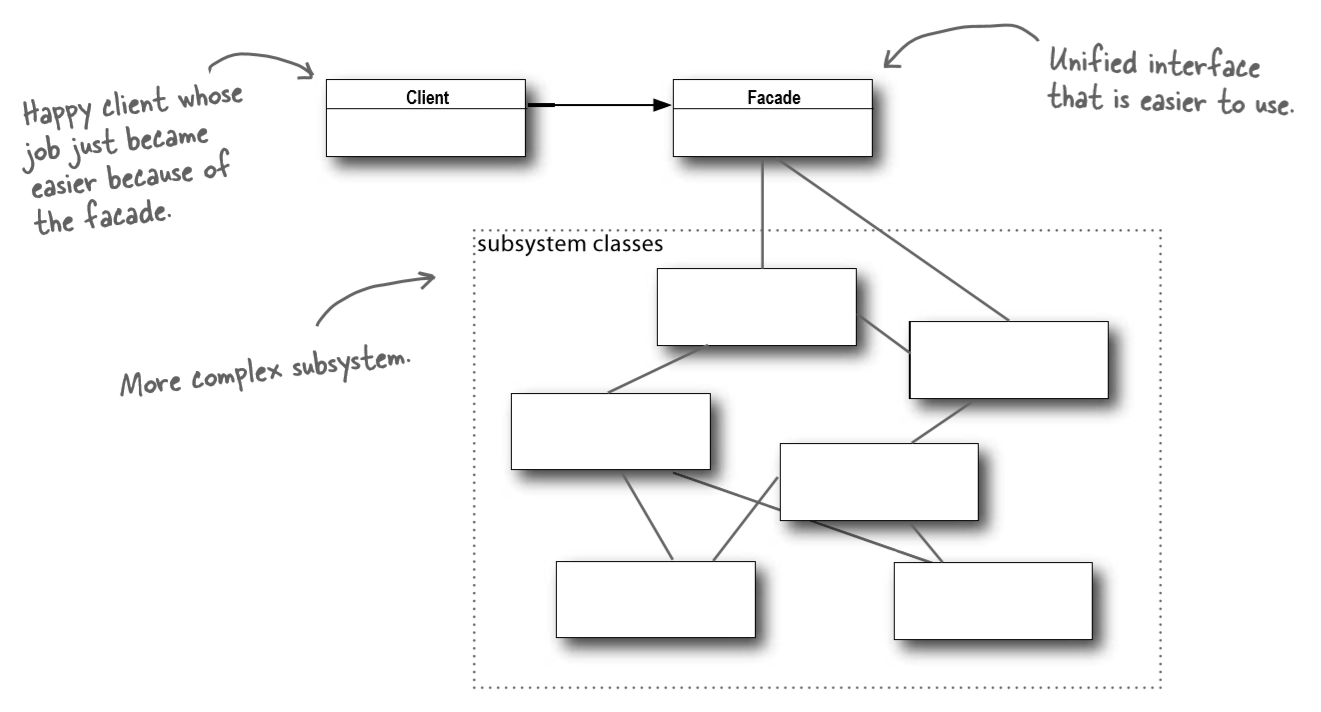 Happy client whose
job just became
easier because of
the facade.
Client
Facade
Unified interface
that is easier to use.
subsystem classes
More complex subsystem.